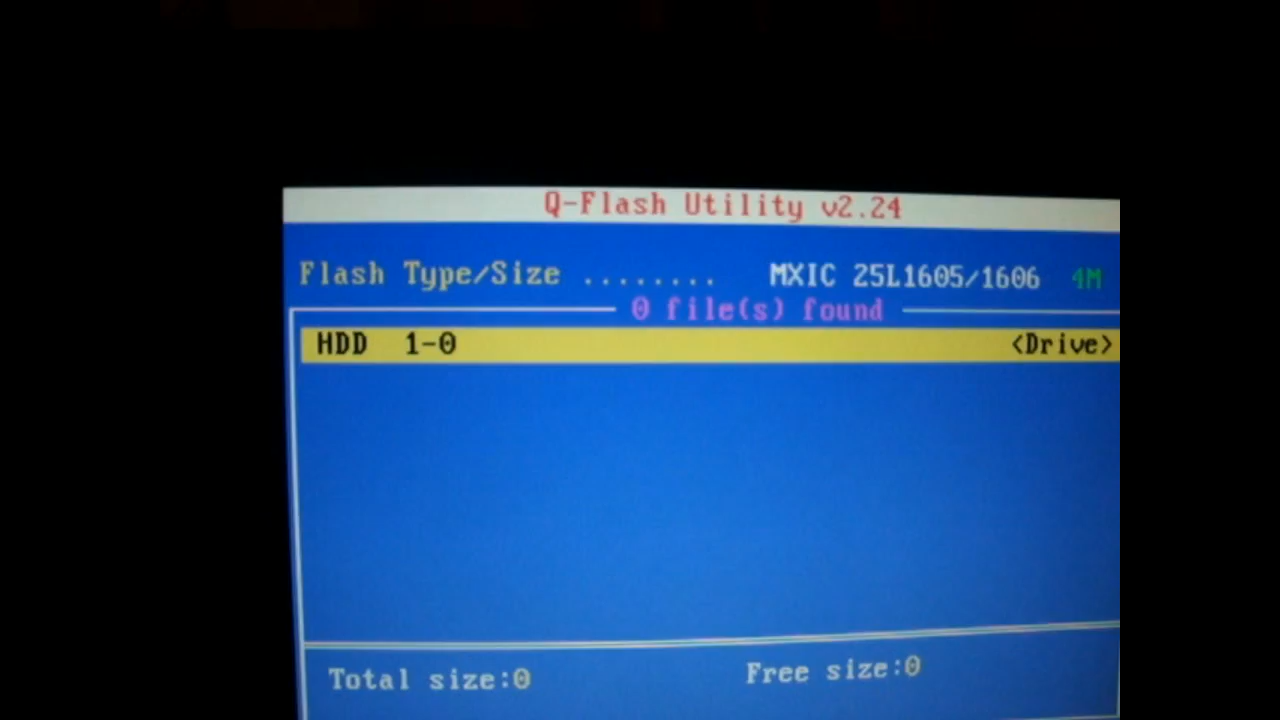 Q-Flash Utility v2.24
Flash Type/Size ........ MXIC 25L1605/1606 4M
0 file(s) found
HDD 1-0 <Drive>
Total size:0 Free size:0